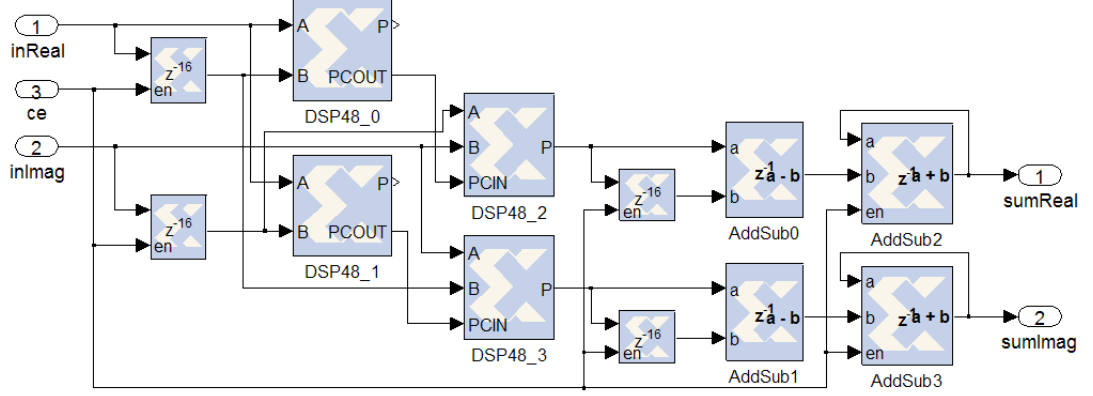 1
inReal
3
ce
2
inImag
z-16
en
z-16
en
A
P
B
PCOUT
DSP48_0
A
P
B
PCOUT
DSP48_1
A
B
P
PCIN
DSP48_2
A
B
P
PCIN
DSP48_3
z-16
en
z-16
en
a
z-1 a - b
b
AddSub0
a
z-1 a - b
b
AddSub1
a
b
z-1 a + b
en
AddSub2
a
b
z-1 a + b
en
AddSub3
1
sumReal
2
sumImag